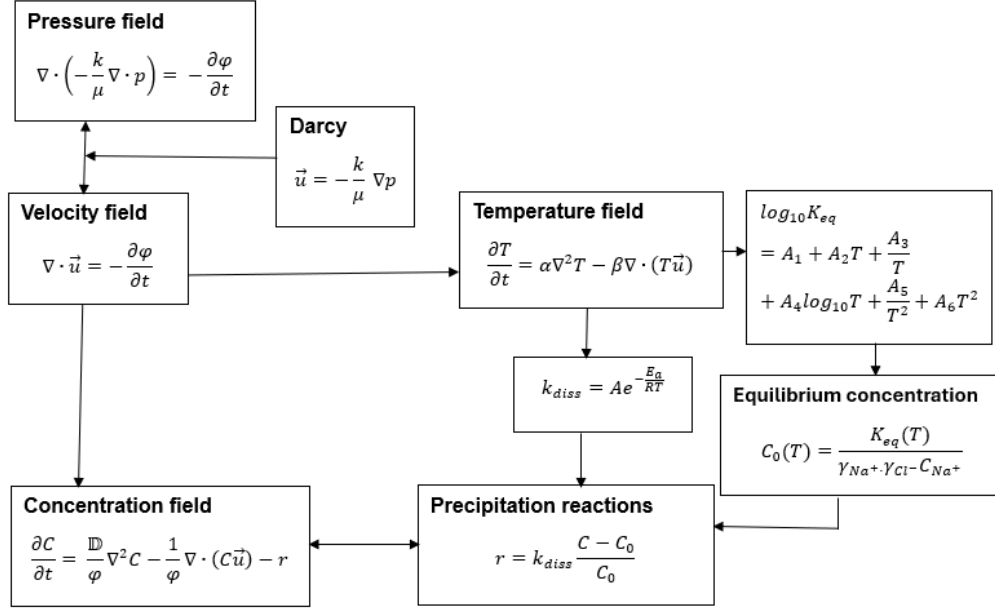 Pressure field
∇ · (−k/μ ∇ · p) = −∂φ/∂t
Darcy
u⃗ = −k/μ ∇p
Velocity field
∇ · u⃗ = −∂φ/∂t
Temperature field
∂T/∂t = α∇²T − β∇ · (Tu⃗)
log₁₀K_eq
= A₁ + A₂T + A₃/T
+ A₄log₁₀T + A₅/T² + A₆T²
k_diss = Ae^(−E_a/RT)
Equilibrium concentration
C₀(T) = K_eq(T)/(γ_Na⁺.γ_Cl−C_Na⁺)
Concentration field
∂C/∂t = 𝔻/φ ∇²C − 1/φ ∇ · (Cu⃗) − r
Precipitation reactions
r = k_diss (C − C₀)/C₀